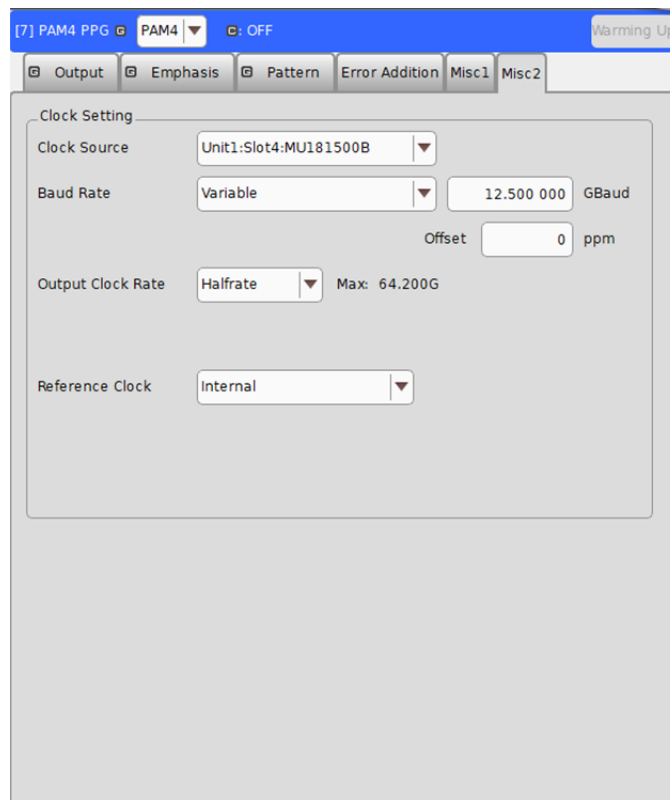 [7] PAM4 PPG G PAM4 C: OFF Warming Up
G Output G Emphasis G Pattern Error Addition Misc1 Misc2
Clock Setting
Clock Source Unit1:Slot4:MU181500B
Baud Rate Variable 12.500 000 GBaud
Offset 0 ppm
Output Clock Rate Halfrate Max: 64.200G
Reference Clock Internal